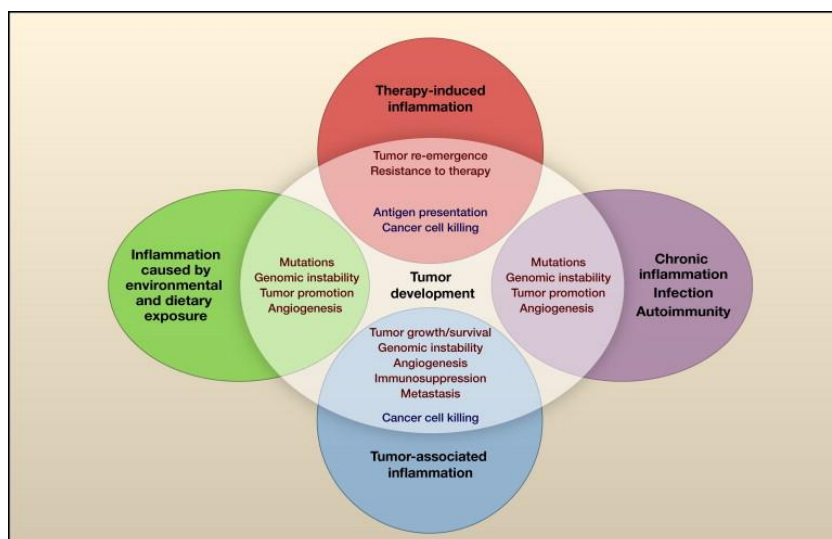 Therapy-induced
inflammation
Tumor re-emergence
Resistance to therapy
Antigen presentation
Cancer cell killing
Inflammation
caused by
environmental
and dietary
exposure
Mutations
Genomic instability
Tumor promotion
Angiogenesis
Tumor
development
Mutations
Genomic instability
Tumor promotion
Angiogenesis
Chronic
inflammation
Infection
Autoimmunity
Tumor growth/survival
Genomic instability
Angiogenesis
Immunosuppression
Metastasis
Cancer cell killing
Tumor-associated
inflammation